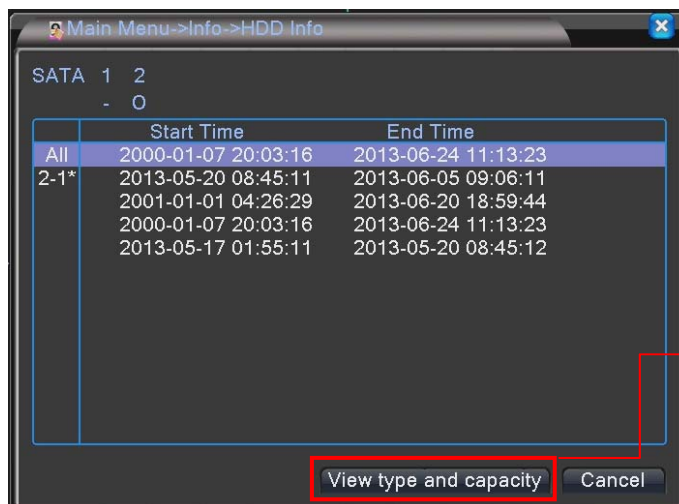 Main Menu->Info->HDD Info
SATA 1 2
- O
Start Time End Time
All 2000-01-07 20:03:16 2013-06-24 11:13:23
2-1* 2013-05-20 08:45:11 2013-06-05 09:06:11
2001-01-01 04:26:29 2013-06-20 18:59:44
2000-01-07 20:03:16 2013-06-24 11:13:23
2013-05-17 01:55:11 2013-05-20 08:45:12
View type and capacity Cancel